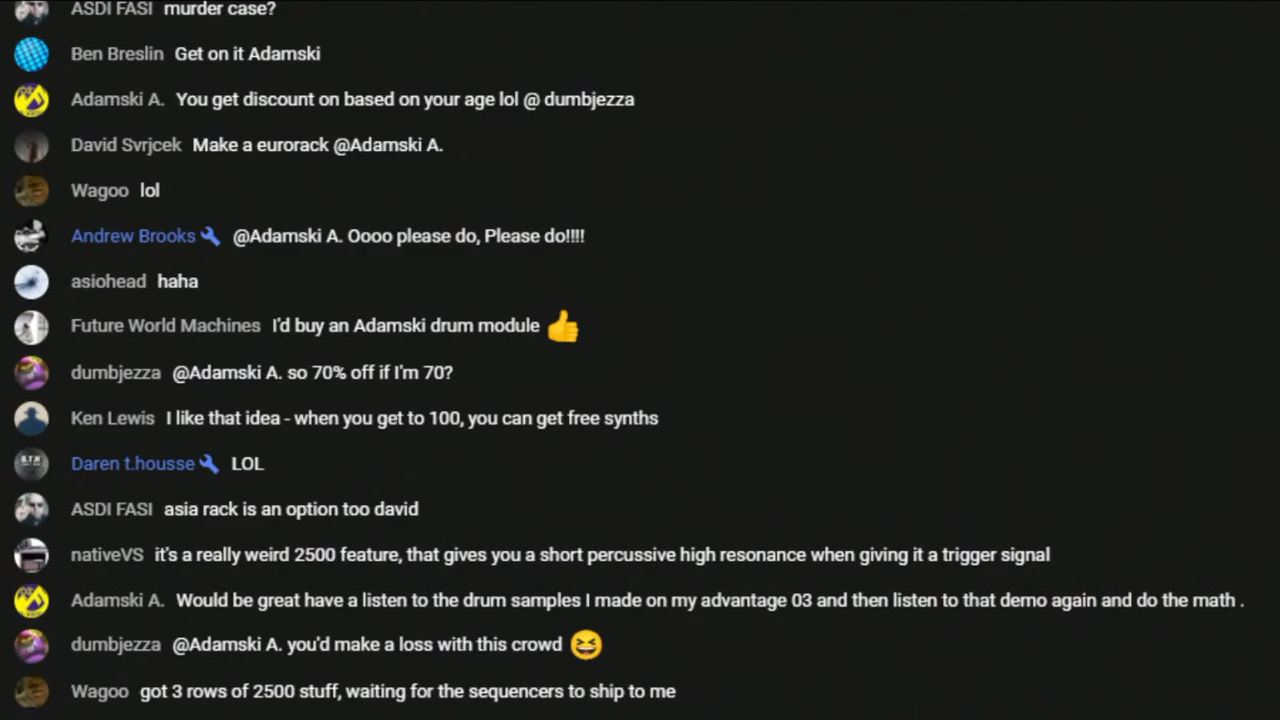 ASDI FASI murder case?
Ben Breslin Get on it Adamski
Adamski A. You get discount on based on your age lol @ dumbjezza
David Svrjcek Make a eurorack @Adamski A.
Wagoo lol
Andrew Brooks @Adamski A. Oooo please do, Please do!!!!
asiohead haha
Future World Machines I'd buy an Adamski drum module 👍
dumbjezza @Adamski A. so 70% off if I'm 70?
Ken Lewis I like that idea - when you get to 100, you can get free synths
Daren t.housse LOL
ASDI FASI asia rack is an option too david
nativeVS it's a really weird 2500 feature, that gives you a short percussive high resonance when giving it a trigger signal
Adamski A. Would be great have a listen to the drum samples I made on my advantage 03 and then listen to that demo again and do the math .
dumbjezza @Adamski A. you'd make a loss with this crowd 😆
Wagoo got 3 rows of 2500 stuff, waiting for the sequencers to ship to me